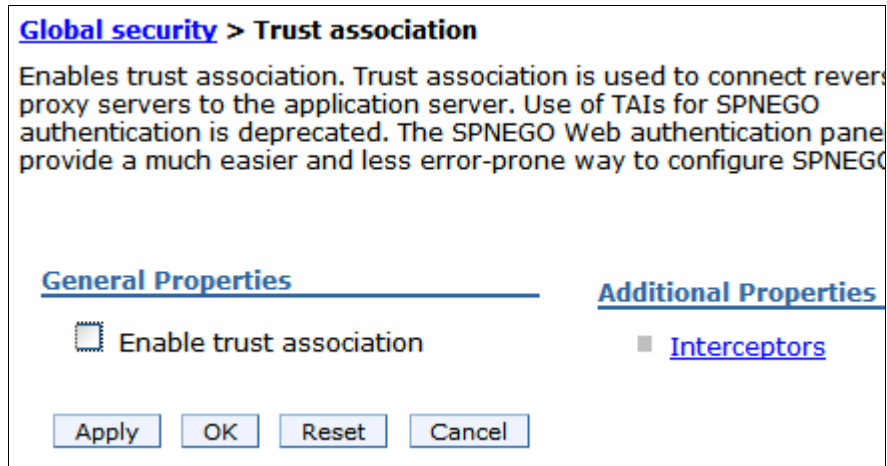 Global security > Trust association
Enables trust association. Trust association is used to connect revers
proxy servers to the application server. Use of TAIs for SPNEGO
authentication is deprecated. The SPNEGO Web authentication pane
provide a much easier and less error-prone way to configure SPNEGO
General Properties
Additional Properties
Enable trust association
Interceptors
Apply OK Reset Cancel